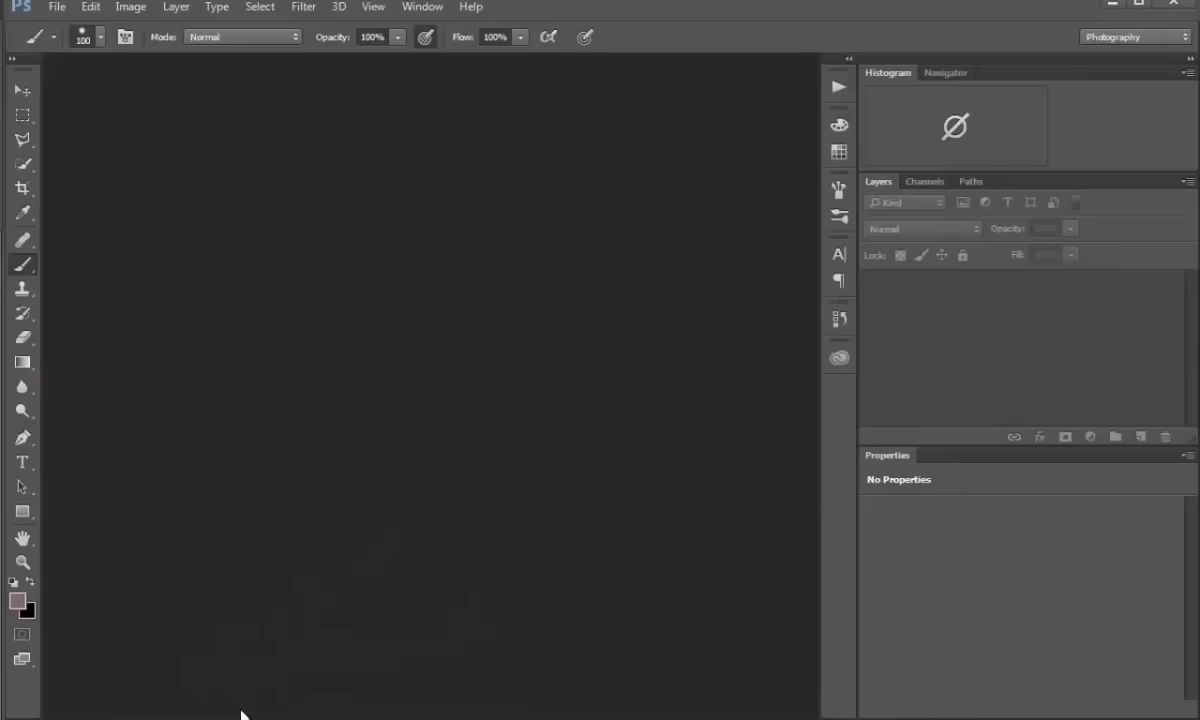 Ps File Edit Image Layer Type Select Filter 3D View Window Help
100 Mode: Normal Opacity: 100% Flow: 100% Photography
Histogram Navigator
Layers Channels Paths
Kind
Normal Opacity:
Lock: Fill:
Properties
No Properties